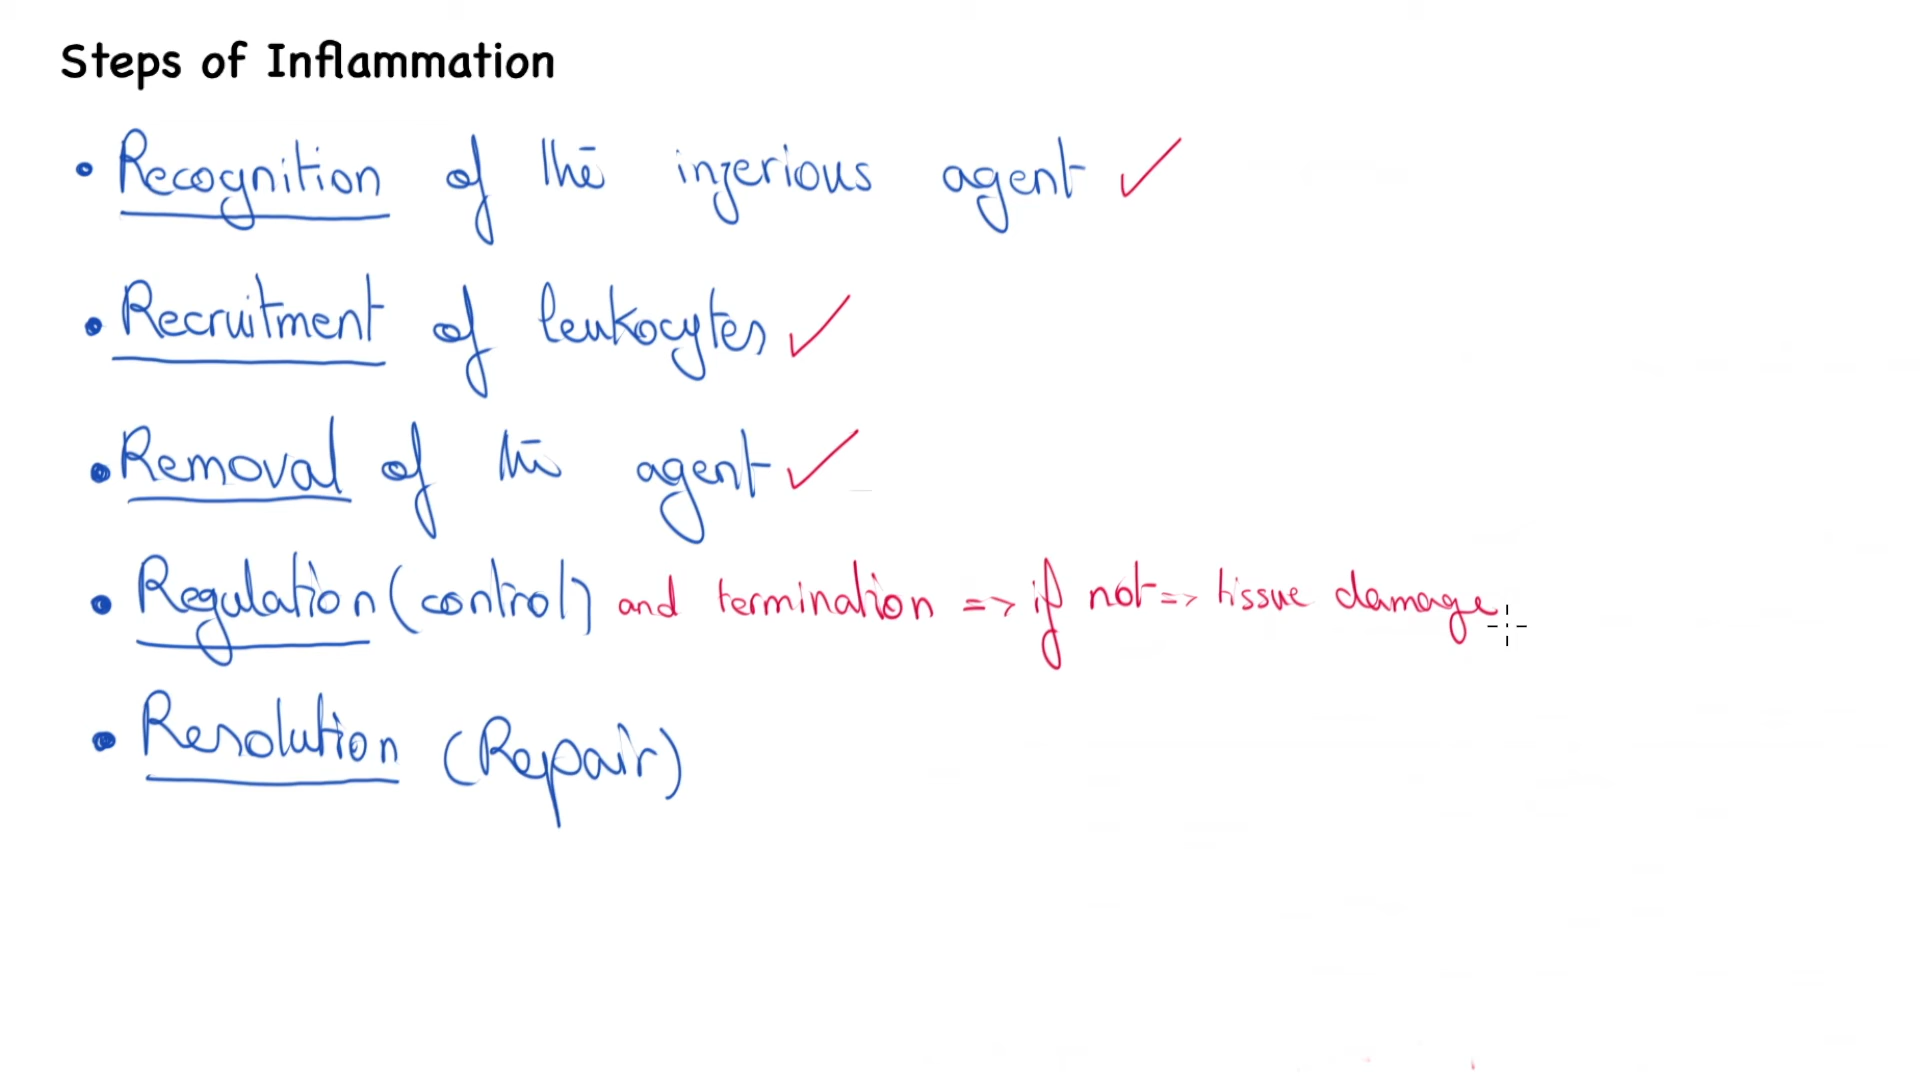 Steps of Inflammation
• Recognition of the injerious agent ✓
• Recruitment of leukocytes ✓
• Removal of the agent ✓
• Regulation (control) and termination => if not => tissue damage
• Resolution (Repair)